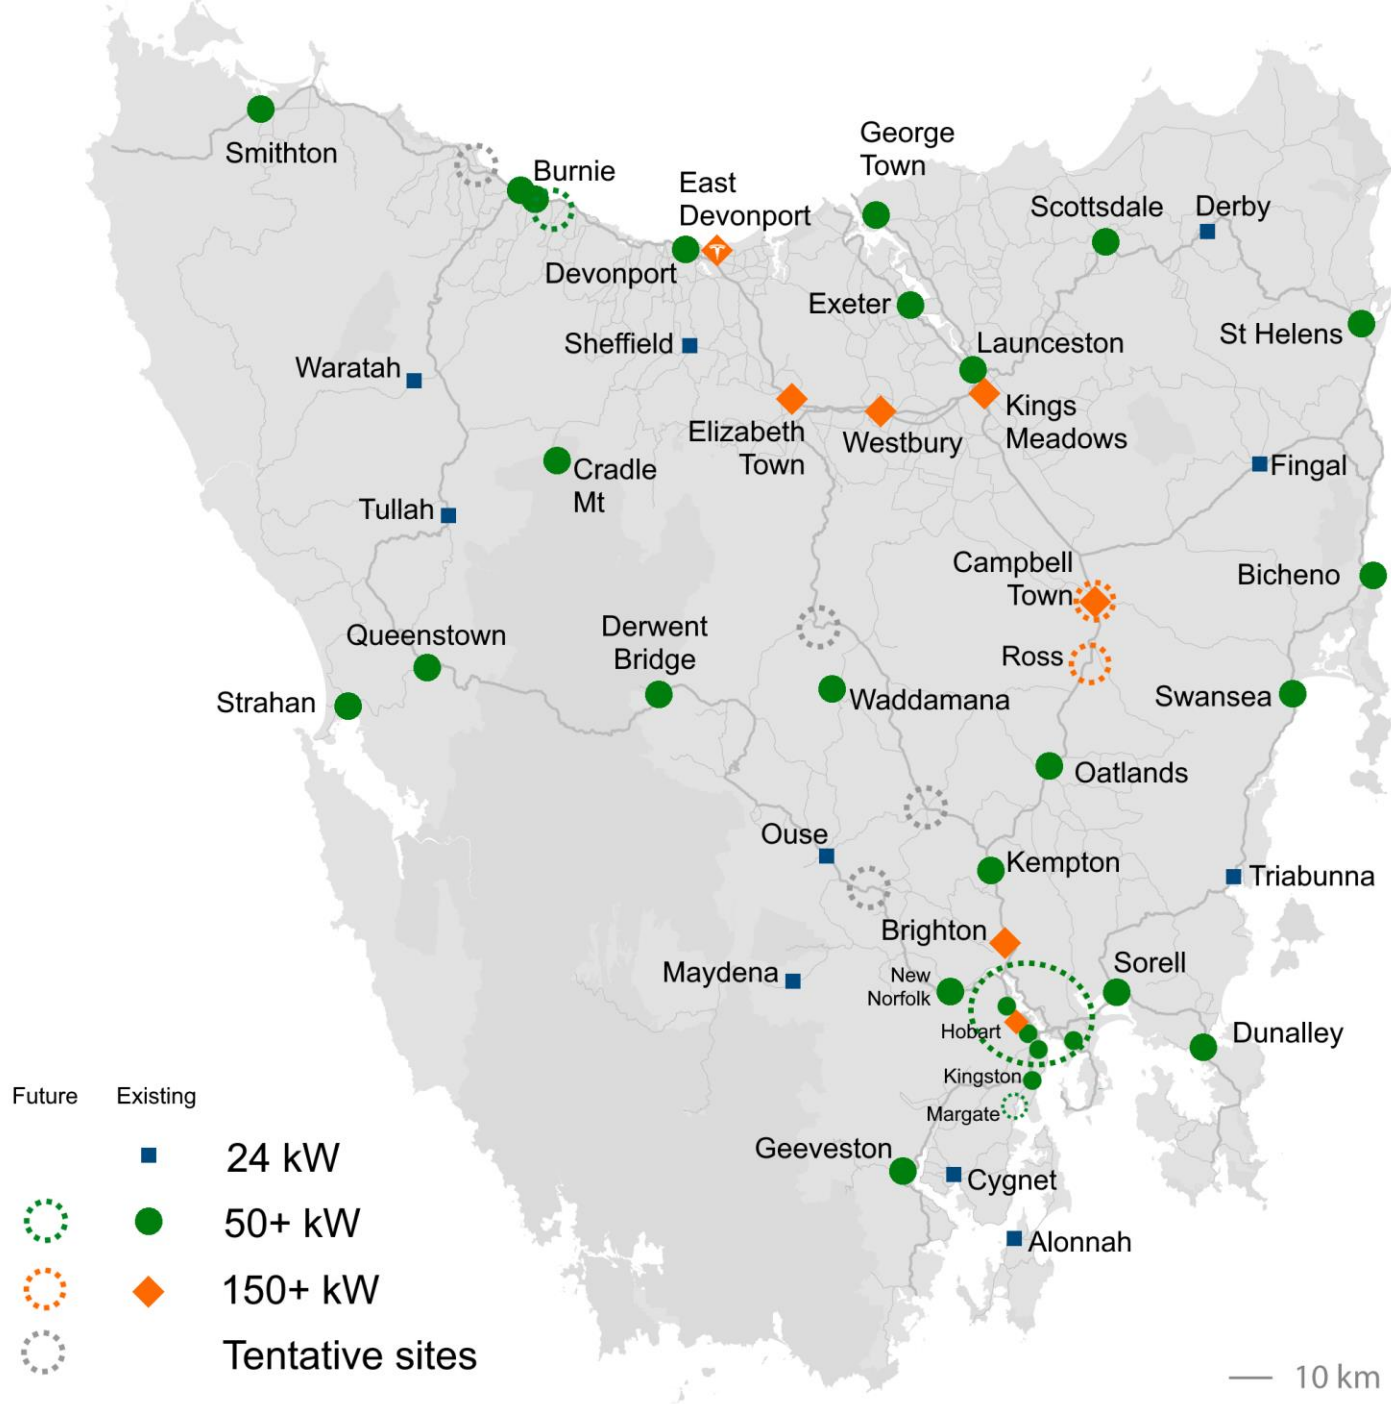 Smithton
Burnie
East
Devonport
George
Town
Scottsdale
Derby
Devonport
Exeter
St Helens
Sheffield
Launceston
Waratah
Kings
Meadows
Elizabeth
Town
Westbury
Cradle
Mt
Fingal
Tullah
Campbell
Town
Bicheno
Queenstown
Derwent
Bridge
Ross
Strahan
Waddamana
Swansea
Oatlands
Ouse
Kempton
Triabunna
Brighton
Maydena
New
Norfolk
Sorell
Hobart
Dunalley
Kingston
Margate
Geeveston
Cygnet
Alonnah
Future Existing
24 kW
50+ kW
150+ kW
Tentative sites
10 km